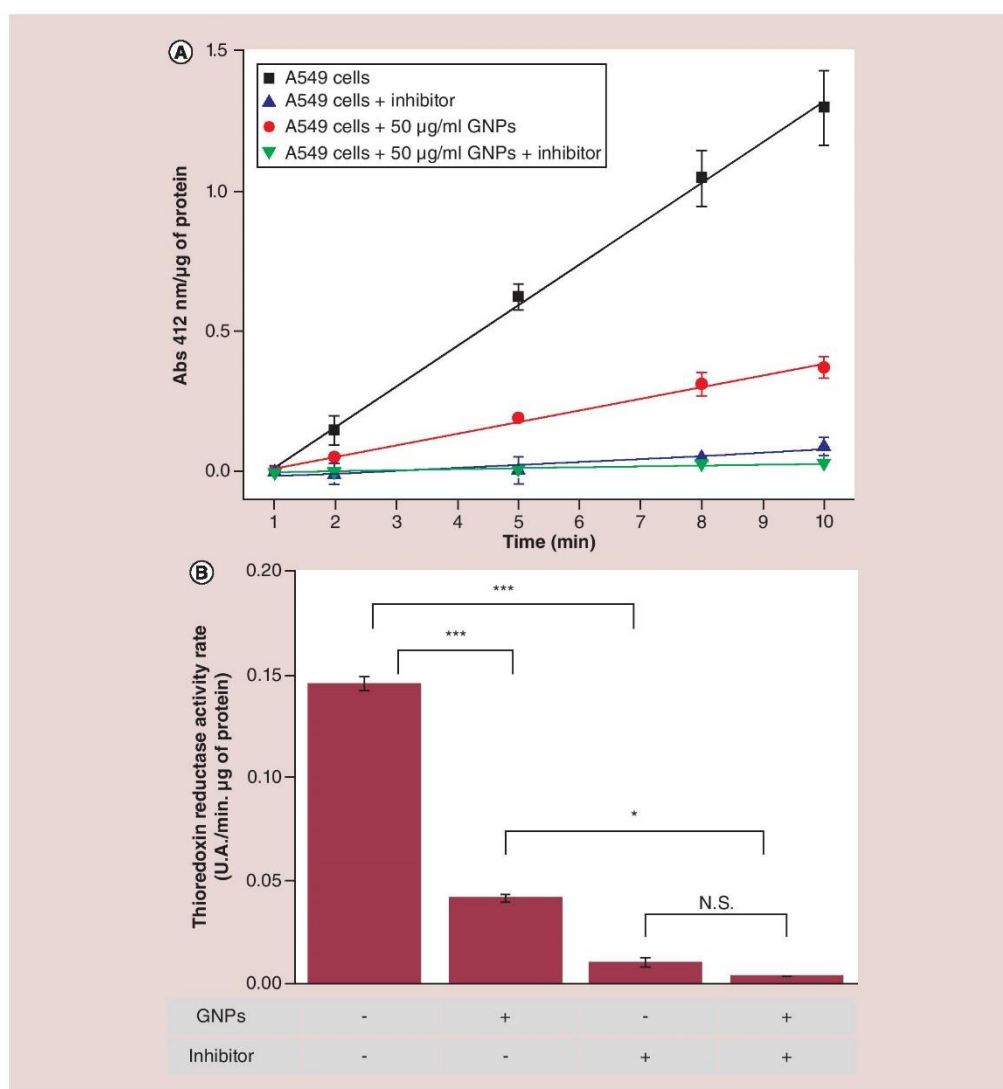 A
1.5
1.0
0.5
0.0
Abs 412 nm/µg of protein
A549 cells
A549 cells + inhibitor
A549 cells + 50 µg/ml GNPs
A549 cells + 50 µg/ml GNPs + inhibitor
1 2 3 4 5 6 7 8 9 10
Time (min)
B
0.20
0.15
0.10
0.05
0.00
Thioredoxin reductase activity rate
(U.A./min. µg of protein)
***
***
*
N.S.
GNPs - + - +
Inhibitor - - + +